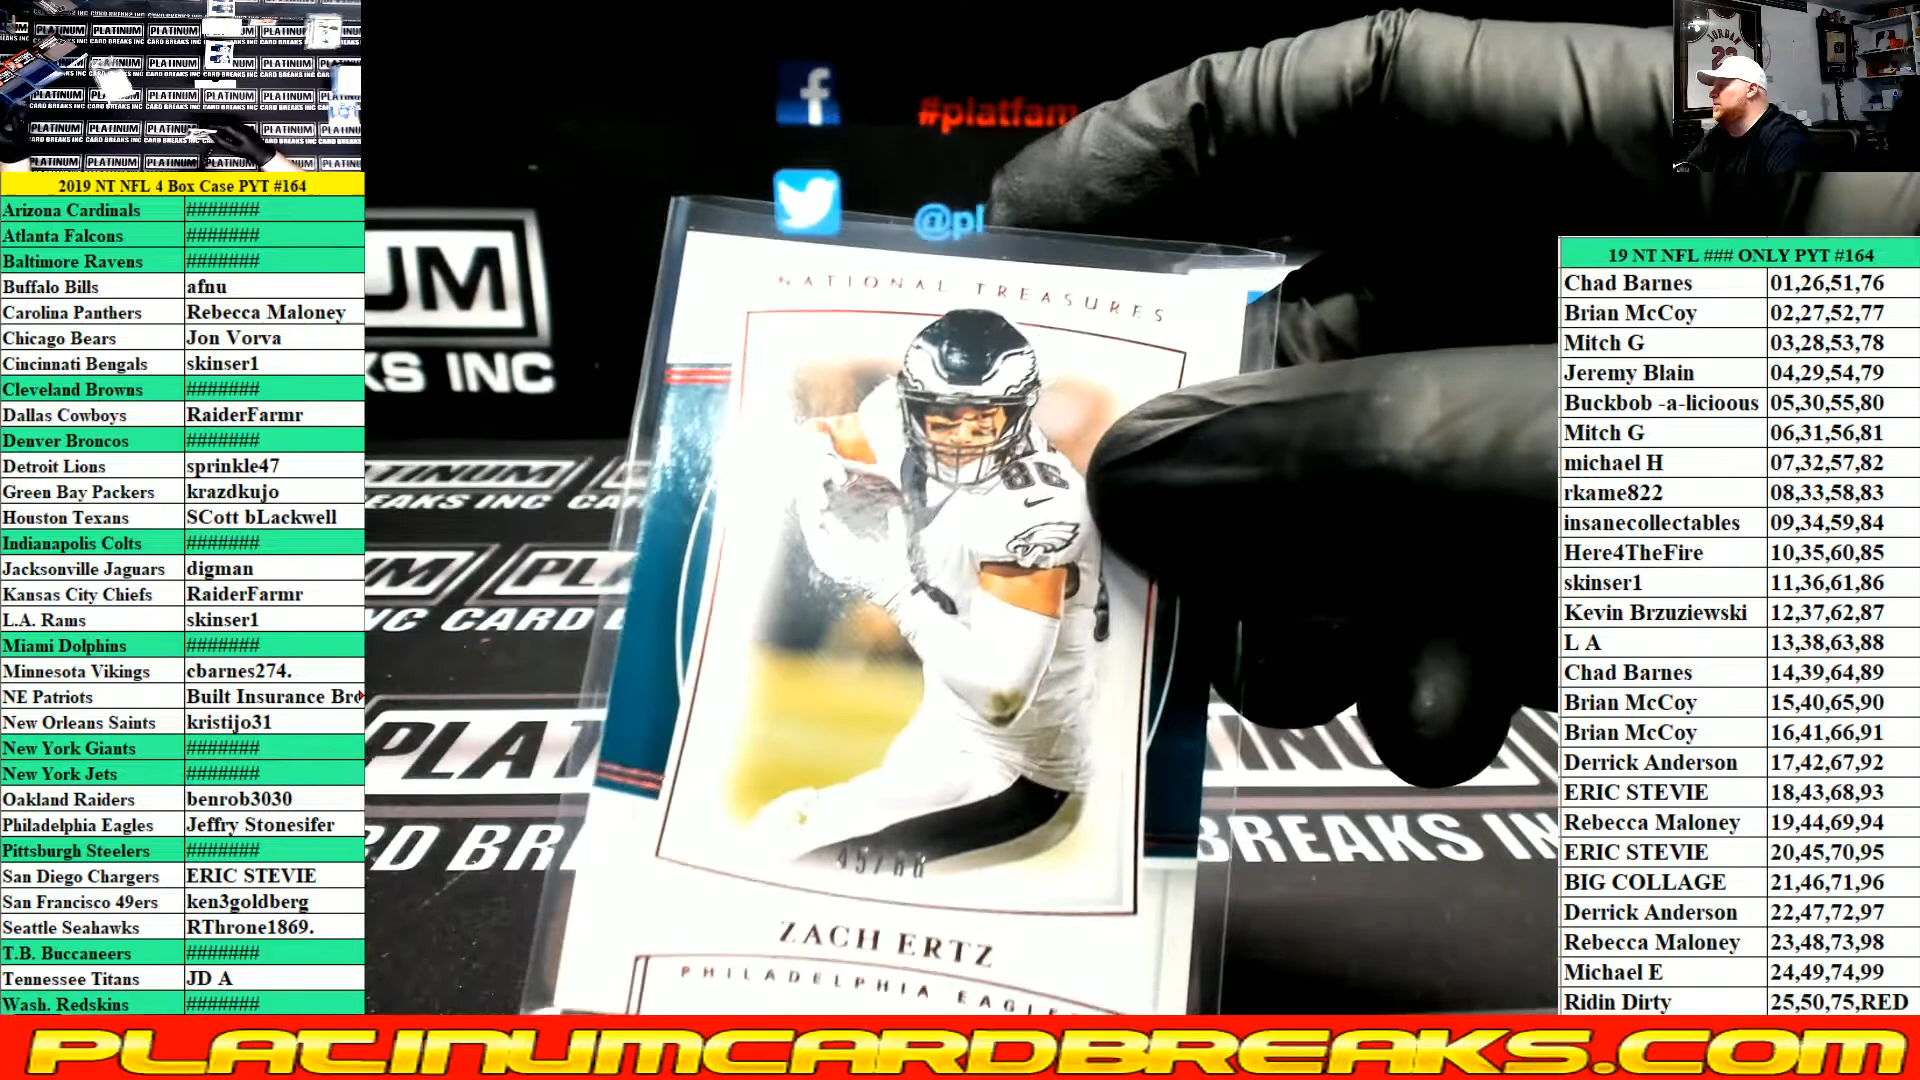 2019 NT NFL 4 Box Case PYT #164
Arizona Cardinals #######
Atlanta Falcons #######
Baltimore Ravens #######
Buffalo Bills afnu
Carolina Panthers Rebecca Maloney
Chicago Bears Jon Vorva
Cincinnati Bengals skinser1
Cleveland Browns #######
Dallas Cowboys RaiderFarmr
Denver Broncos #######
Detroit Lions sprinkle47
Green Bay Packers krazdkujo
Houston Texans SCott bLackwell
Indianapolis Colts #######
Jacksonville Jaguars digman
Kansas City Chiefs RaiderFarmr
L.A. Rams skinser1
Miami Dolphins #######
Minnesota Vikings cbarnes274.
NE Patriots Built Insurance Bro
New Orleans Saints kristijo31
New York Giants #######
New York Jets #######
Oakland Raiders benrob3030
Philadelphia Eagles Jeffry Stonesifer
Pittsburgh Steelers #######
San Diego Chargers ERIC STEVIE
San Francisco 49ers ken3goldberg
Seattle Seahawks RThrone1869.
T.B. Buccaneers #######
Tennessee Titans JD A
Wash. Redskins #######
#platfam
@pl
NATIONAL TREASURES
86
ZACH ERTZ
PHILADELPHIA EAGLE
UM
KS INC
JORDAN
19 NT NFL ### ONLY PYT #164
Chad Barnes 01,26,51,76
Brian McCoy 02,27,52,77
Mitch G 03,28,53,78
Jeremy Blain 04,29,54,79
Buckbob -a-licioous 05,30,55,80
Mitch G 06,31,56,81
michael H 07,32,57,82
rkame822 08,33,58,83
insanecollectables 09,34,59,84
Here4TheFire 10,35,60,85
skinser1 11,36,61,86
Kevin Brzuziewski 12,37,62,87
L A 13,38,63,88
Chad Barnes 14,39,64,89
Brian McCoy 15,40,65,90
Brian McCoy 16,41,66,91
Derrick Anderson 17,42,67,92
ERIC STEVIE 18,43,68,93
Rebecca Maloney 19,44,69,94
ERIC STEVIE 20,45,70,95
BIG COLLAGE 21,46,71,96
Derrick Anderson 22,47,72,97
Rebecca Maloney 23,48,73,98
Michael E 24,49,74,99
Ridin Dirty 25,50,75,RED
PLATINUMCARDBREAKS.COM